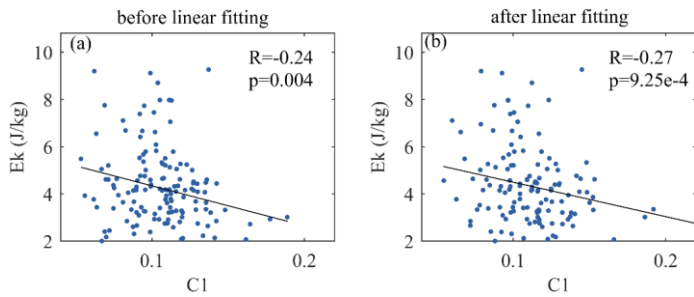 before linear fitting
(a)
R=-0.24
p=0.004
10
8
6
4
2
Ek (J/kg)
0.1
0.2
C1
after linear fitting
(b)
R=-0.27
p=9.25e-4
10
8
6
4
2
Ek (J/kg)
0.1
0.2
C1